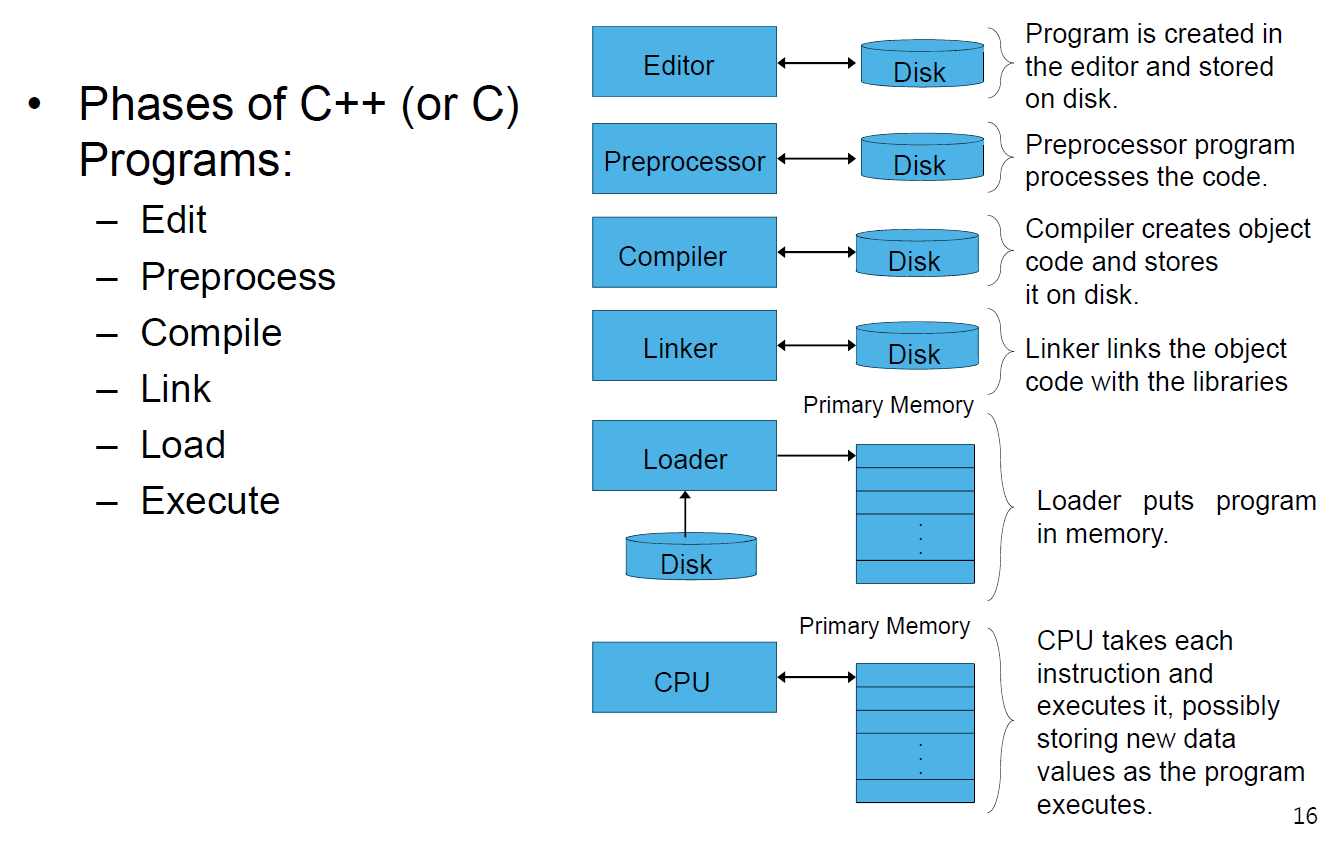 • Phases of C++ (or C)
Programs:
– Edit
– Preprocess
– Compile
– Link
– Load
– Execute
Editor
Disk
Program is created in
the editor and stored
on disk.
Preprocessor
Disk
Preprocessor program
processes the code.
Compiler
Disk
Compiler creates object
code and stores
it on disk.
Linker
Disk
Linker links the object
code with the libraries
Primary Memory
Loader
Disk
.
.
.
Loader puts program
in memory.
Primary Memory
CPU
.
.
.
CPU takes each
instruction and
executes it, possibly
storing new data
values as the program
executes.
16